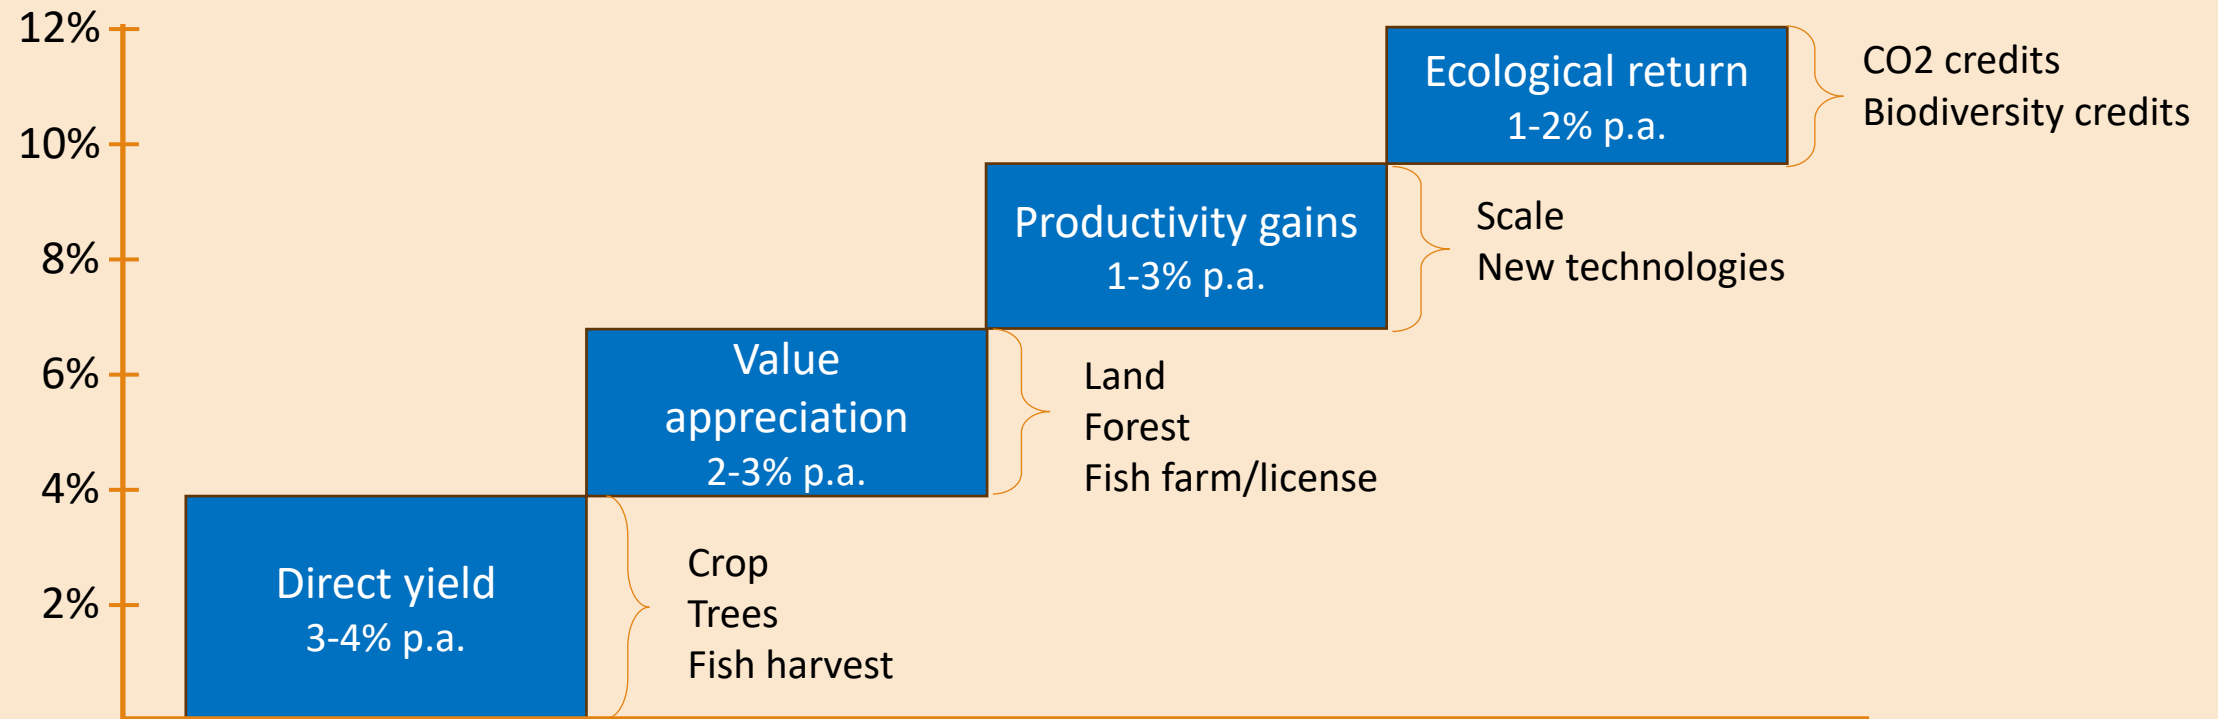 12%
10%
8%
6%
4%
2%
Direct yield
3-4% p.a.
Crop
Trees
Fish harvest
Value
appreciation
2-3% p.a.
Land
Forest
Fish farm/license
Productivity gains
1-3% p.a.
Scale
New technologies
Ecological return
1-2% p.a.
CO2 credits
Biodiversity credits